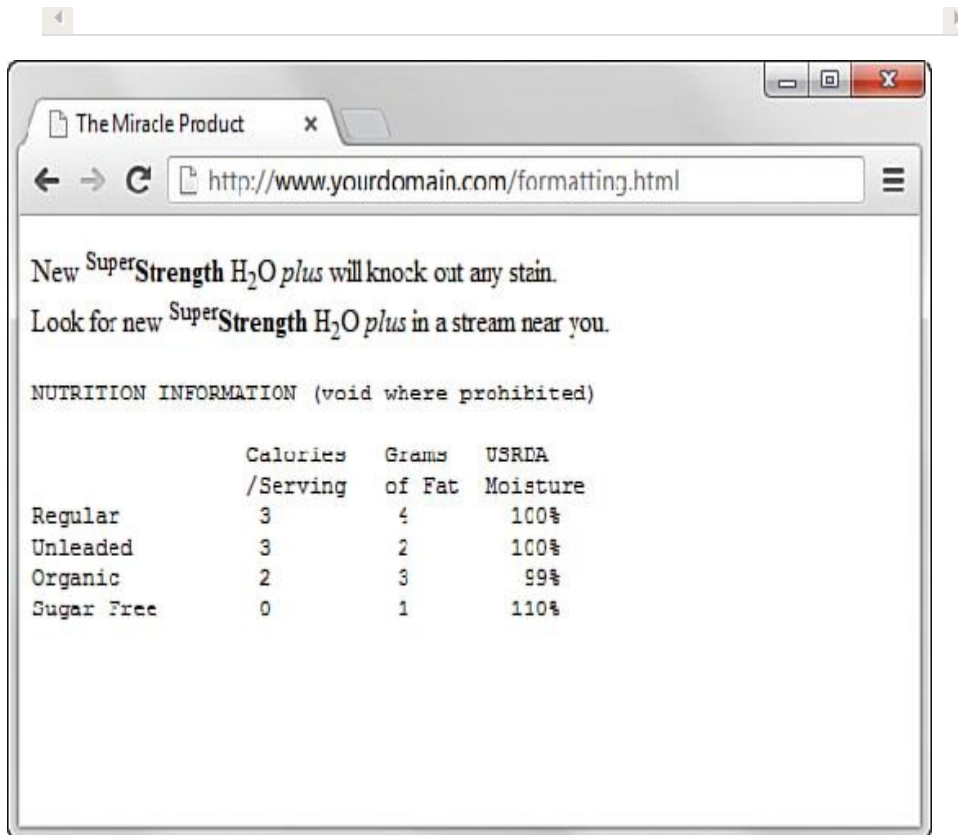 The Miracle Product
http://www.yourdomain.com/formatting.html
New SuperStrength H2O plus will knock out any stain.
Look for new SuperStrength H2O plus in a stream near you.
NUTRITION INFORMATION (void where prohibited)
Calories Grams USRDA
/Serving of Fat Moisture
Regular 3 4 100%
Unleaded 3 2 100%
Organic 2 3 99%
Sugar Free 0 1 110%